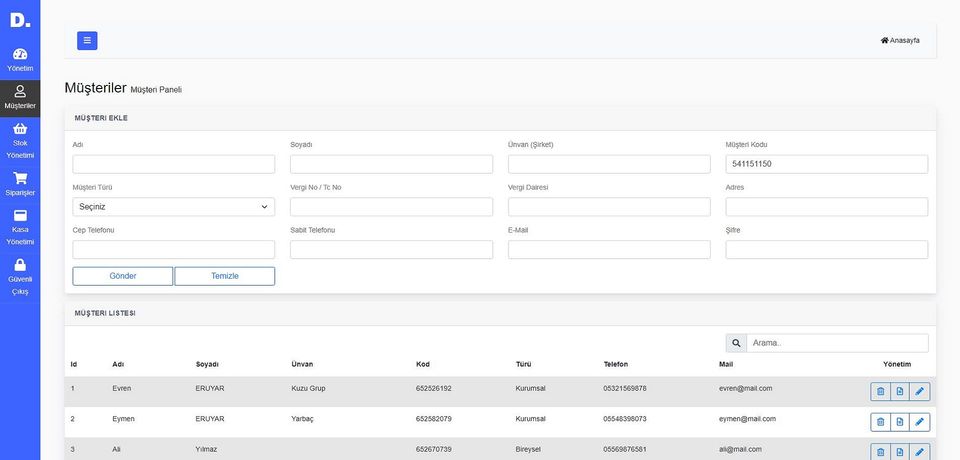 D.
Anasayfa
Yönetim
Müşteriler
Stok
Yönetimi
Siparişler
Kasa
Yönetimi
Güvenli
Çıkış
Müşteriler Müşteri Paneli
MÜŞTERI EKLE
Adı Soyadı Ünvan (Şirket) Müşteri Kodu
541151150
Müşteri Türü Vergi No / Tc No Vergi Dairesi Adres
Seçiniz
Cep Telefonu Sabit Telefonu E-Mail Şifre
Gönder Temizle
MÜŞTERI LISTESI
Arama..
Id Adı Soyadı Ünvan Kod Türü Telefon Mail Yönetim
1 Evren ERUYAR Kuzu Grup 652526192 Kurumsal 05321569878 evren@mail.com
2 Eymen ERUYAR Yarbaç 652582079 Kurumsal 05548398073 eymen@mail.com
3 Ali Yılmaz 652670739 Bireysel 05569876581 ali@mail.com